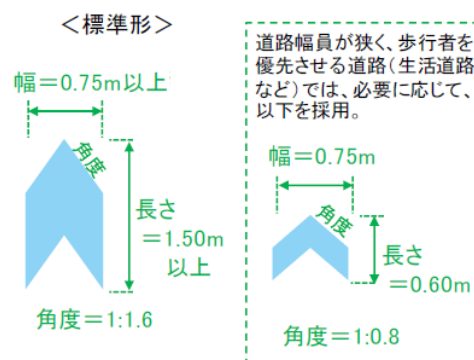 ＜標準形＞
幅＝0.75m以上
角度
長さ
＝1.50m
以上
角度＝1:1.6
道路幅員が狭く、歩行者を
優先させる道路（生活道路
など）では、必要に応じて、
以下を採用。
幅＝0.75m
角度
長さ
＝0.60m
角度＝1:0.8